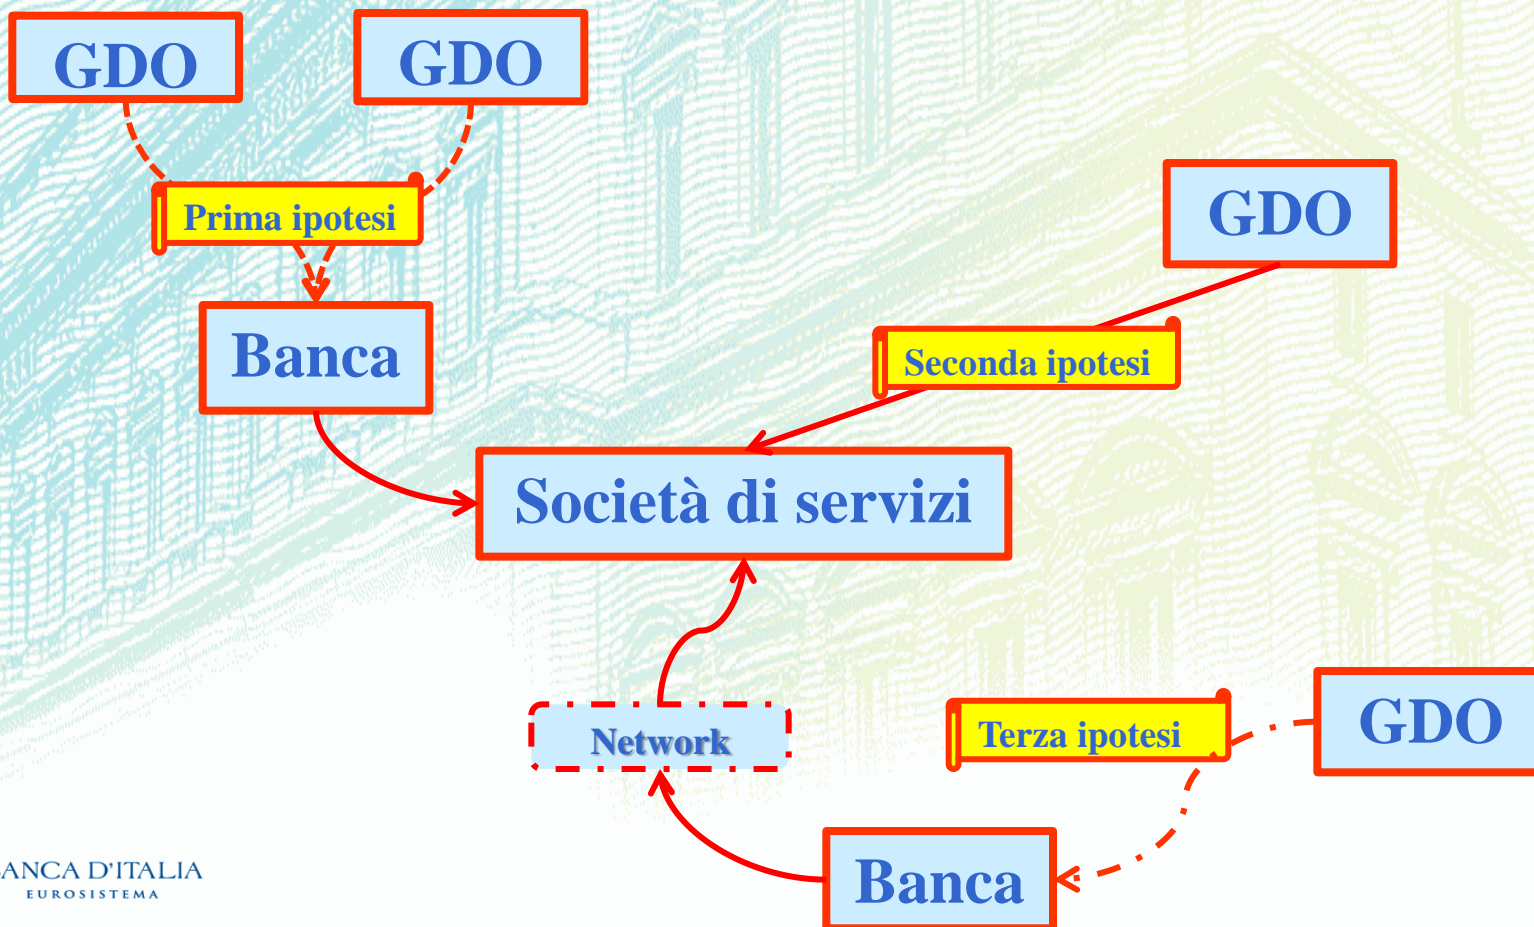 GDO
GDO
Prima ipotesi
GDO
Banca
Seconda ipotesi
Società di servizi
Network
Terza ipotesi
GDO
Banca
ANCA D'ITALIA
EUROSISTEMA